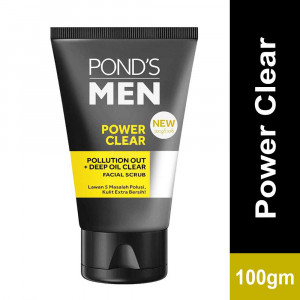 POND'S
MEN
NEW
POWER
CLEAR
POLLUTION OUT
+ DEEP OIL CLEAR
FACIAL SCRUB
Lawan 5 Masalah Polusi,
Kulit Extra Bersih!
Power Clear
100gm